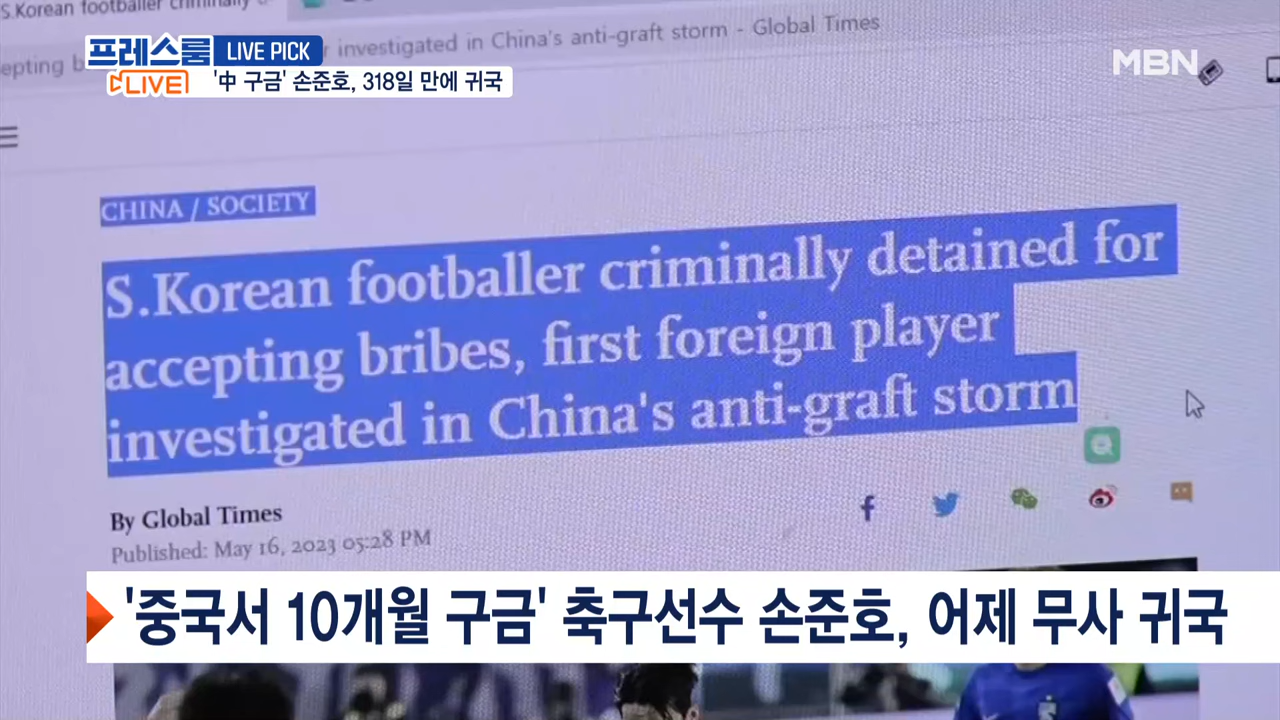 S.Korean footballer criminally
investigated in China's anti-graft storm - Global Times
epting b
프레스룸 LIVE PICK
LIVE!
'中 구금' 손준호, 318일 만에 귀국
MBN
CHINA / SOCIETY
S.Korean footballer criminally detained for
accepting bribes, first foreign player
investigated in China's anti-graft storm
By Global Times
Published: May 16, 2023 05:28 PM
'중국서 10개월 구금' 축구선수 손준호, 어제 무사 귀국